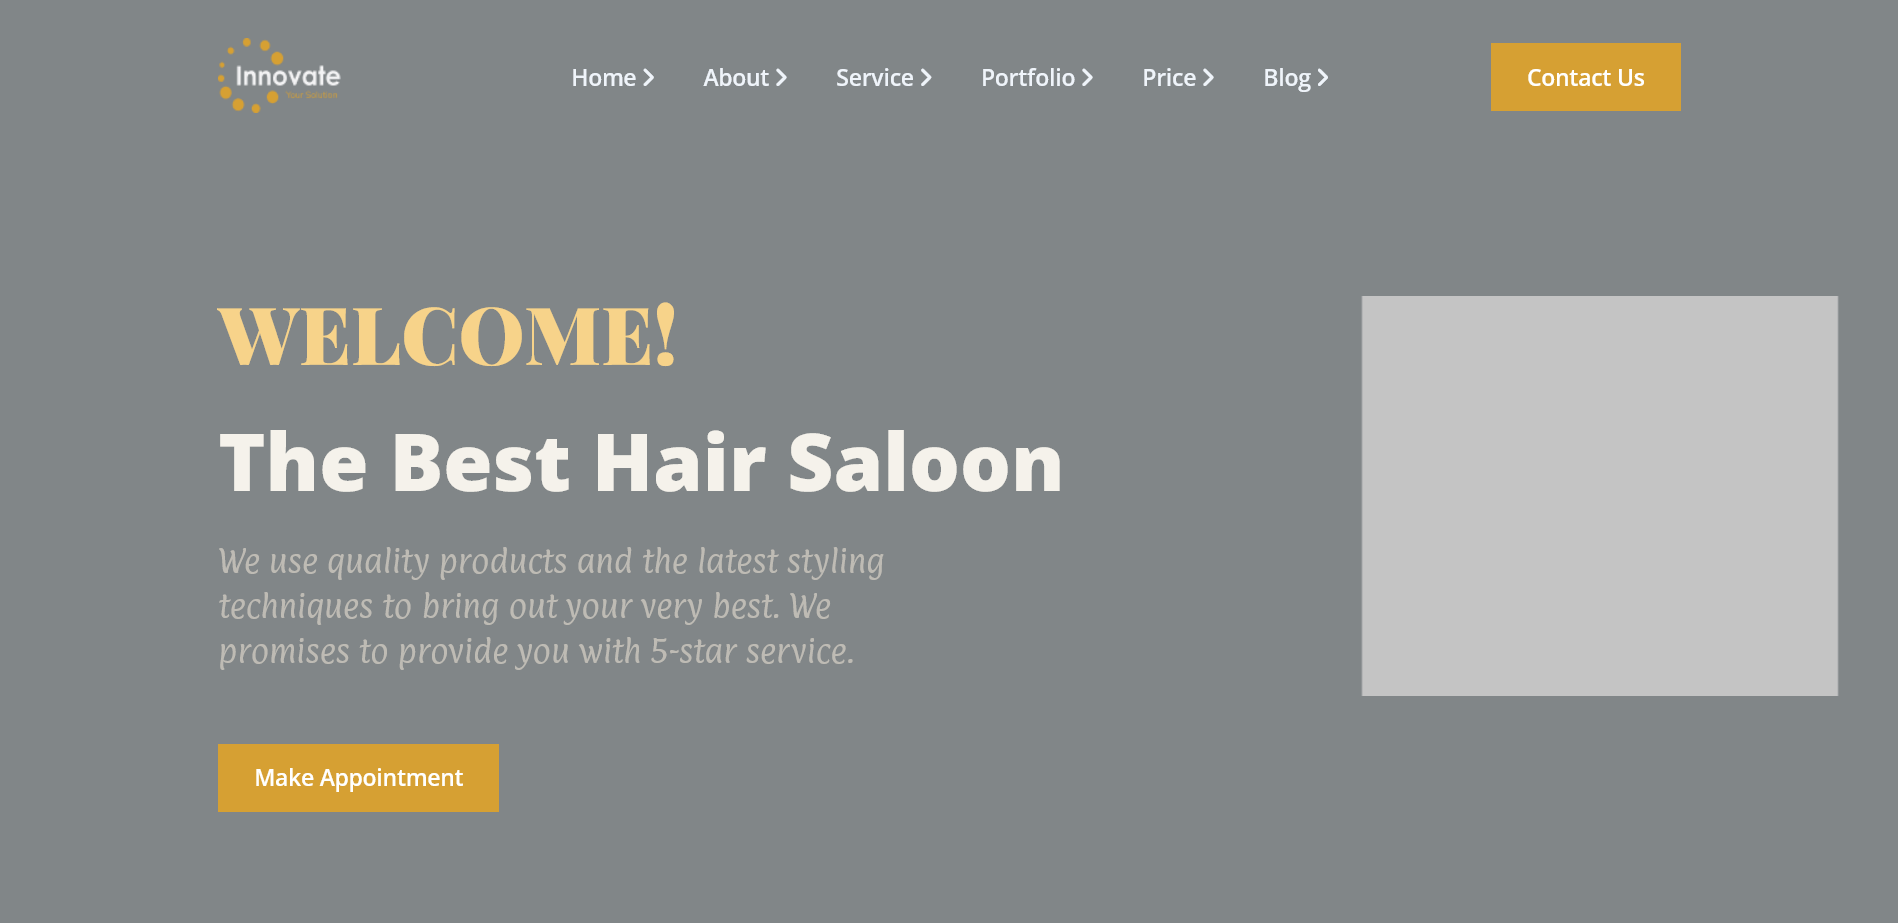 Innovate
Your Solution
Home
About
Service
Portfolio
Price
Blog
Contact Us
WELCOME!
The Best Hair Saloon
We use quality products and the latest styling
techniques to bring out your very best. We
promises to provide you with 5-star service.
Make Appointment